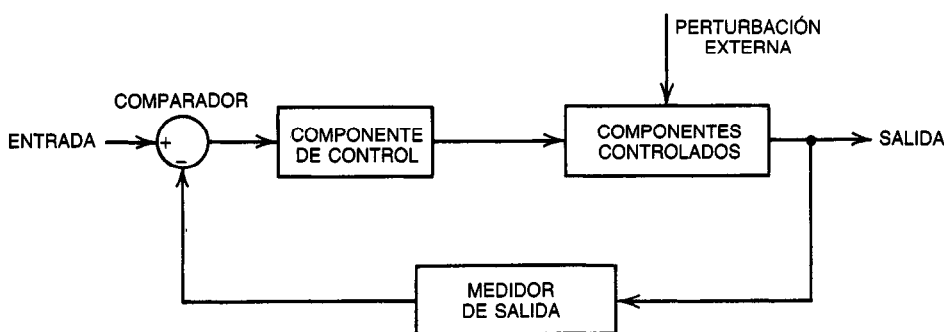 PERTURBACIÓN
EXTERNA
COMPARADOR
ENTRADA
+
−
COMPONENTE
DE CONTROL
COMPONENTES
CONTROLADOS
SALIDA
MEDIDOR
DE SALIDA